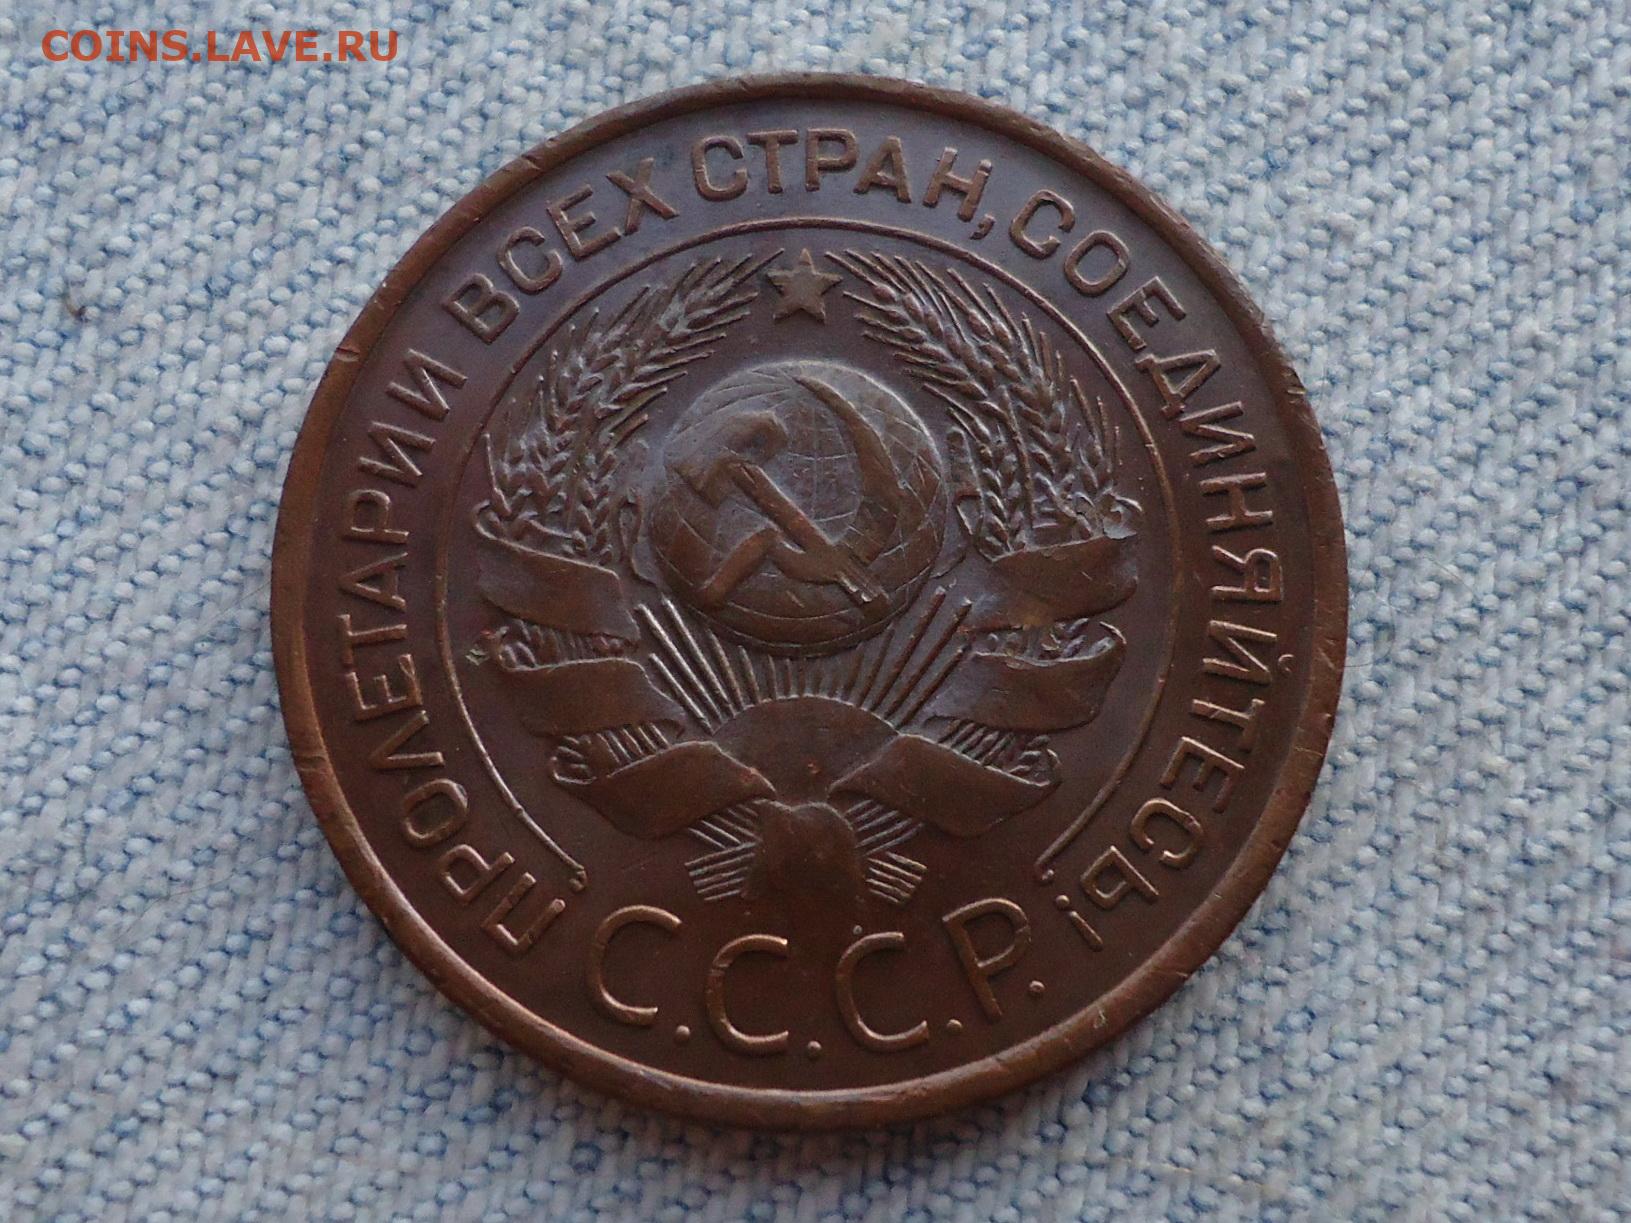 COINS.LAVE.RU
ПРОЛЕТАРИИ ВСЕХ СТРАН, СОЕДИНЯЙТЕСЬ!
С.С.С.Р.